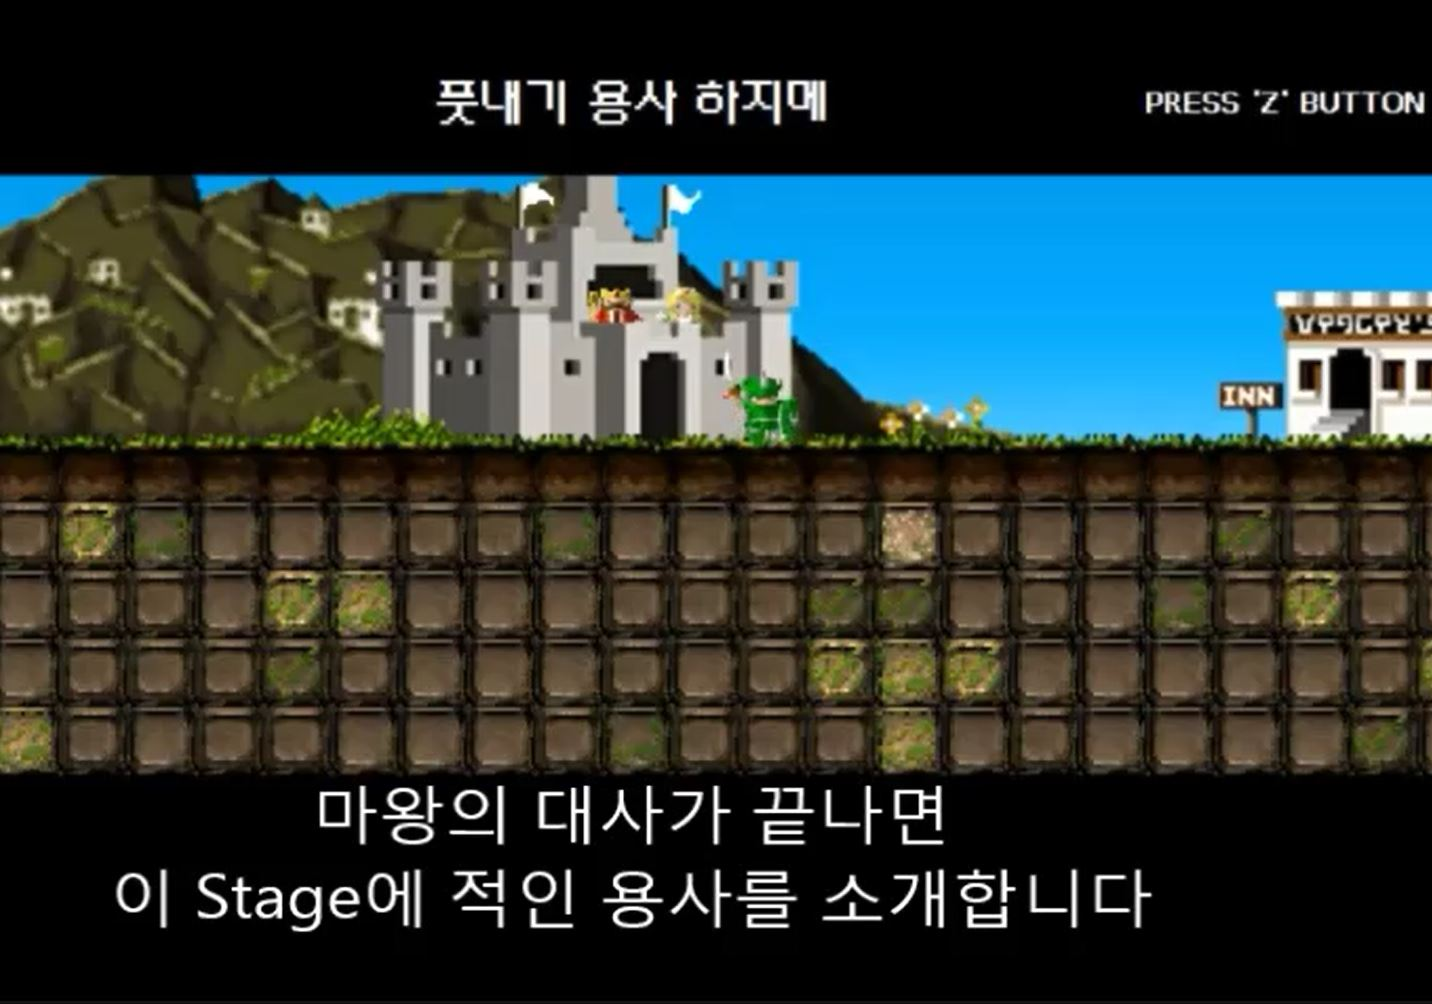 풋내기 용사 하지메
PRESS 'Z' BUTTON
INN
마왕의 대사가 끝나면
이 Stage에 적인 용사를 소개합니다